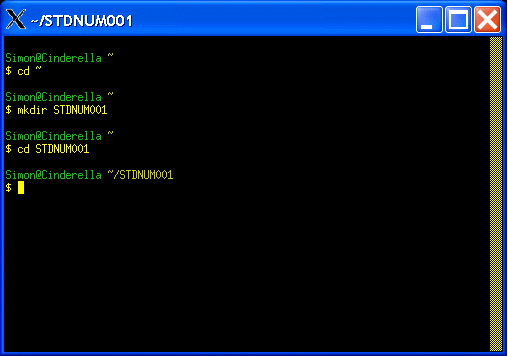 ~/STDNUM001
Simon@Cinderella ~
$ cd ~
Simon@Cinderella ~
$ mkdir STDNUM001
Simon@Cinderella ~
$ cd STDNUM001
Simon@Cinderella ~/STDNUM001
$